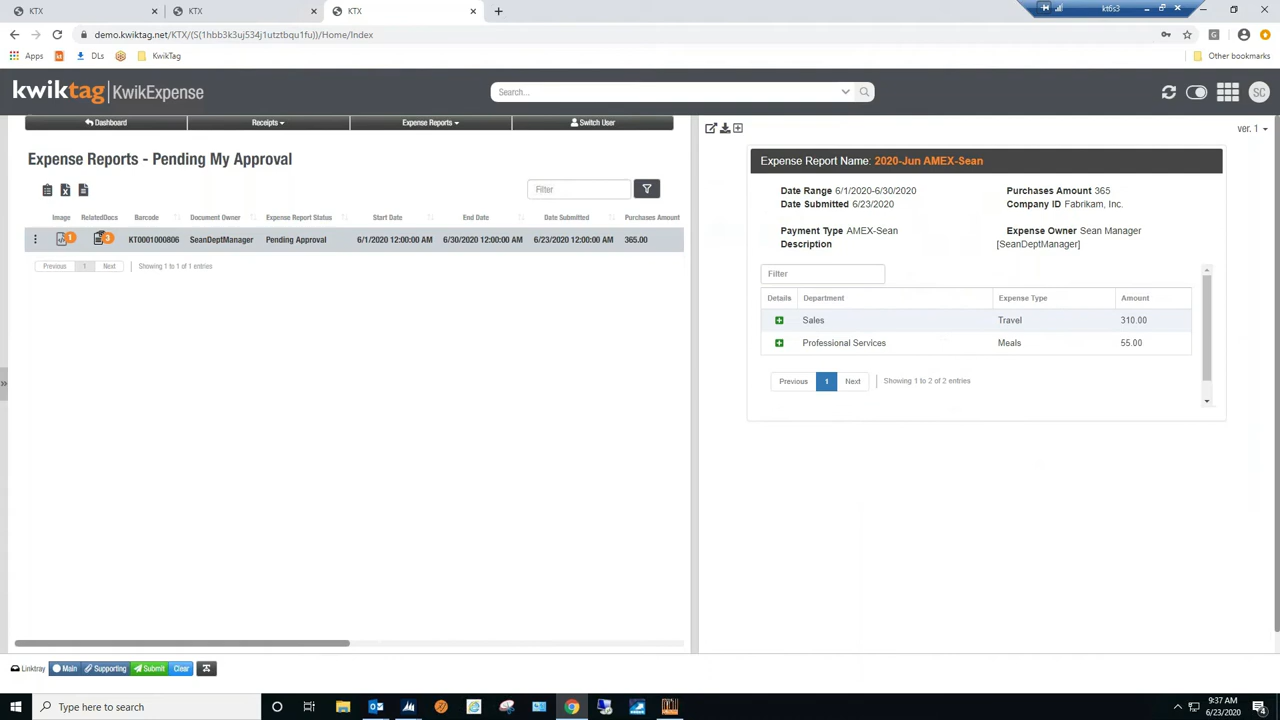 KTX
KTX
KTX
kt6s3
demo.kwiktag.net/KTX/(S(1hbb3k3uj534j1utztbqu1fu))/Home/Index
Apps
kt
DLs
KwikTag
Other bookmarks
kwiktag|KwikExpense
Search...
SC
Dashboard
Receipts
Expense Reports
Switch User
ver. 1
Expense Reports - Pending My Approval
Filter
Image RelatedDocs Barcode Document Owner Expense Report Status Start Date End Date Date Submitted Purchases Amount
1 3 KT0001000806 SeanDeptManager Pending Approval 6/1/2020 12:00:00 AM 6/30/2020 12:00:00 AM 6/23/2020 12:00:00 AM 365.00
Previous 1 Next Showing 1 to 1 of 1 entries
Expense Report Name: 2020-Jun AMEX-Sean
Date Range 6/1/2020-6/30/2020
Date Submitted 6/23/2020
Purchases Amount 365
Company ID Fabrikam, Inc.
Payment Type AMEX-Sean
Description
Expense Owner Sean Manager
[SeanDeptManager]
Filter
Details Department Expense Type Amount
Sales Travel 310.00
Professional Services Meals 55.00
Previous 1 Next Showing 1 to 2 of 2 entries
Linktray Main Supporting Submit Clear
Type here to search
9:37 AM
6/23/2020
4